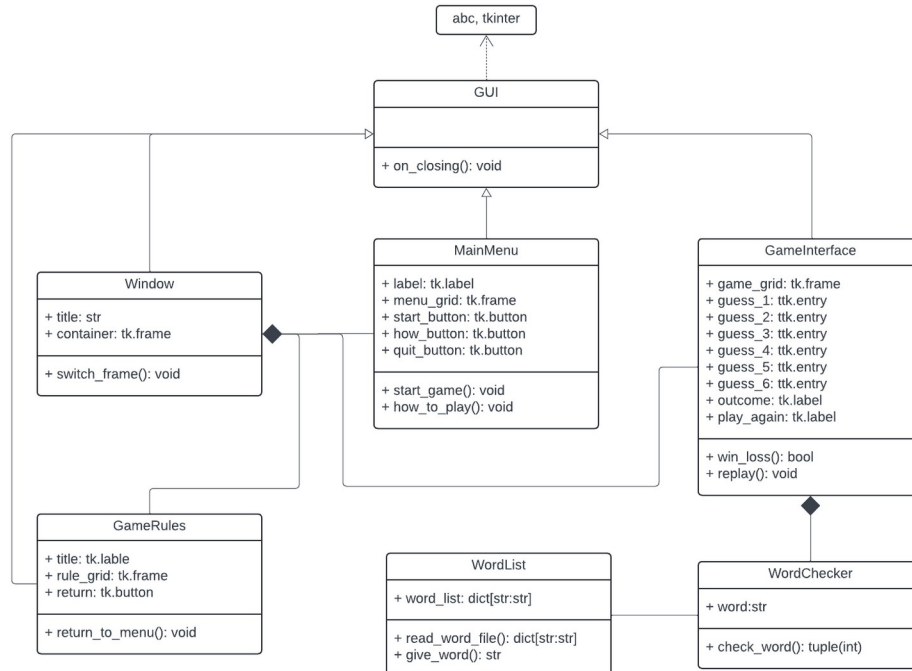 abc, tkinter
GUI
+ on_closing(): void
MainMenu
+ label: tk.label
+ menu_grid: tk.frame
+ start_button: tk.button
+ how_button: tk.button
+ quit_button: tk.button
+ start_game(): void
+ how_to_play(): void
GameInterface
+ game_grid: tk.frame
+ guess_1: ttk.entry
+ guess_2: ttk.entry
+ guess_3: ttk.entry
+ guess_4: ttk.entry
+ guess_5: ttk.entry
+ guess_6: ttk.entry
+ outcome: tk.label
+ play_again: tk.label
+ win_loss(): bool
+ replay(): void
Window
+ title: str
+ container: tk.frame
+ switch_frame(): void
GameRules
+ title: tk.lable
+ rule_grid: tk.frame
+ return: tk.button
+ return_to_menu(): void
WordList
+ word_list: dict[str:str]
+ read_word_file(): dict[str:str]
+ give_word(): str
WordChecker
+ word:str
+ check_word(): tuple(int)